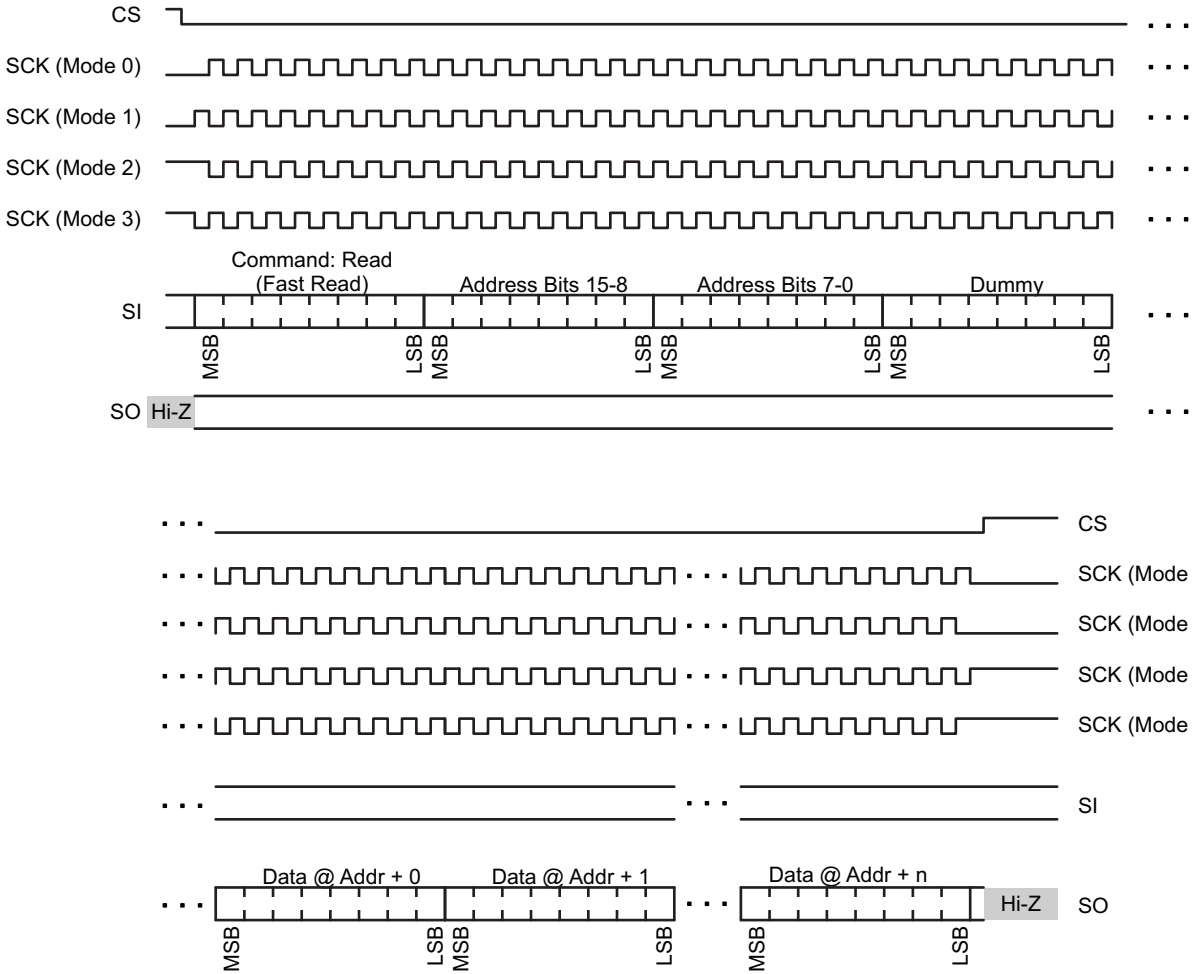 CS
SCK (Mode 0)
SCK (Mode 1)
SCK (Mode 2)
SCK (Mode 3)
Command: Read
(Fast Read)
Address Bits 15-8
Address Bits 7-0
Dummy
SI
MSB
LSB
MSB
LSB
MSB
LSB
MSB
LSB
SO
Hi-Z
CS
SCK (Mode
SCK (Mode
SCK (Mode
SCK (Mode
SI
Data @ Addr + 0
Data @ Addr + 1
Data @ Addr + n
Hi-Z
SO
MSB
LSB
MSB
LSB
MSB
LSB